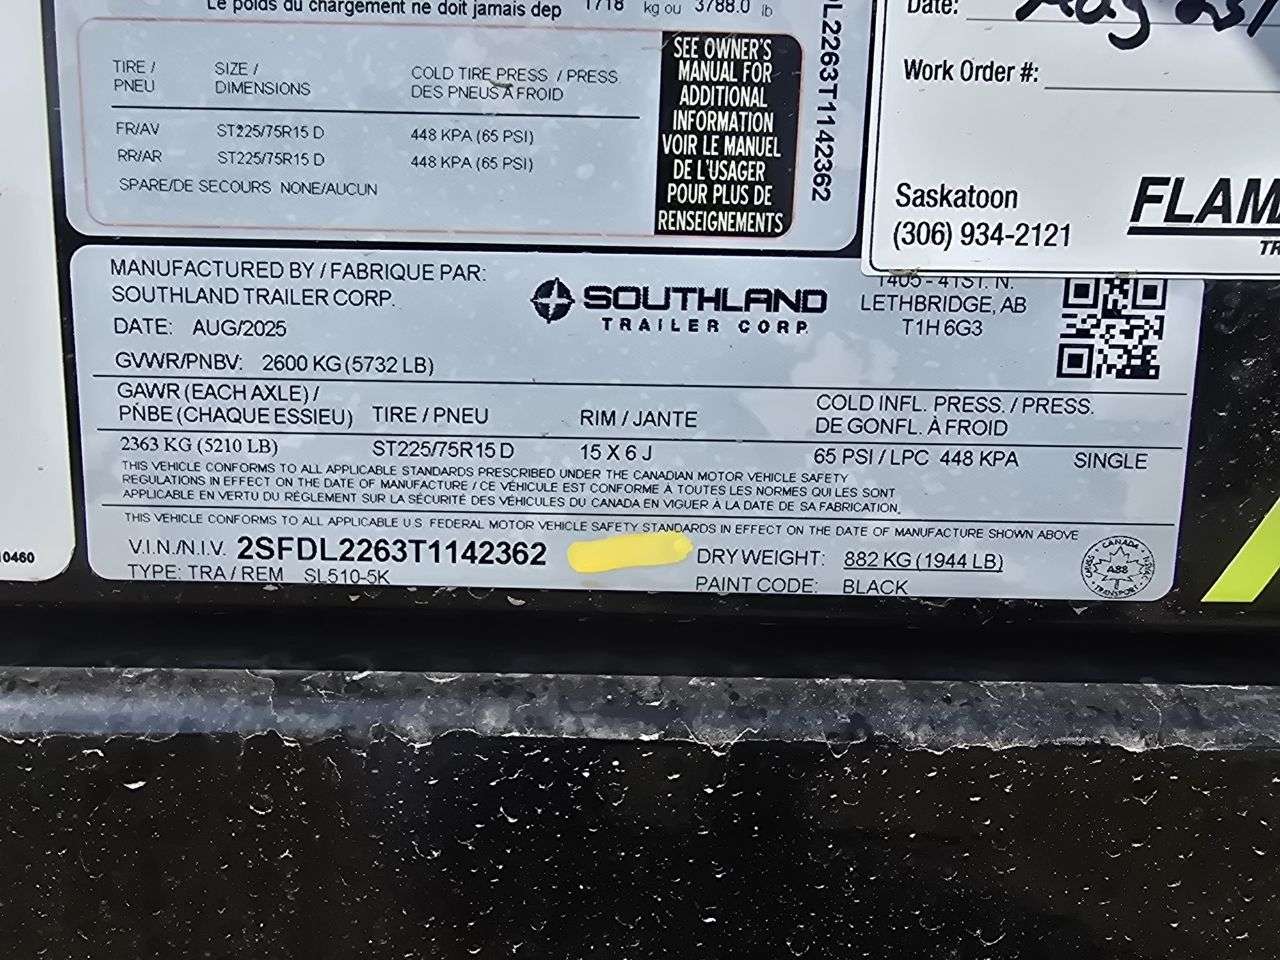 Le poids du chargement ne doit jamais dep 1718 kg ou 3788.0 lb
TIRE / PNEU
SIZE / DIMENSIONS
COLD TIRE PRESS / PRESS
DES PNEUS A FROID
FR/AV ST225/75R15 D 448 KPA (65 PSI)
RR/AR ST225/75R15 D 448 KPA (65 PSI)
SPARE/DE SECOURS NONE/AUCUN
SEE OWNER'S
MANUAL FOR
ADDITIONAL
INFORMATION
VOIR LE MANUEL
DE L'USAGER
POUR PLUS DE
RENSEIGNEMENTS
DL2263T1142362
Date:
Work Order #:
Saskatoon
(306) 934-2121
FLAM
TR
MANUFACTURED BY / FABRIQUE PAR:
SOUTHLAND TRAILER CORP.
DATE: AUG/2025
GVWR/PNBV: 2600 KG (5732 LB)
SOUTHLAND
TRAILER CORP
1405 - 41ST. N.
LETHBRIDGE, AB
T1H 6G3
GAWR (EACH AXLE) /
PNBE (CHAQUE ESSIEU) TIRE / PNEU RIM / JANTE
COLD INFL. PRESS. / PRESS.
DE GONFL. À FROID
2363 KG (5210 LB) ST225/75R15 D 15 X 6 J 65 PSI / LPC 448 KPA SINGLE
THIS VEHICLE CONFORMS TO ALL APPLICABLE STANDARDS PRESCRIBED UNDER THE CANADIAN MOTOR VEHICLE SAFETY
REGULATIONS IN EFFECT ON THE DATE OF MANUFACTURE / CE VÉHICULE EST CONFORME À TOUTES LES NORMES QUI LES SONT
APPLICABLE EN VERTU DU RÉGLEMENT SUR LA SÉCURITÉ DES VÉHICULES DU CANADA EN VIGUER À LA DATE DE SA FABRICATION.
THIS VEHICLE CONFORMS TO ALL APPLICABLE U.S FEDERAL MOTOR VEHICLE SAFETY STANDARDS IN EFFECT ON THE DATE OF MANUFACTURE SHOWN ABOVE
V.I.N./N.I.V. 2SFDL2263T1142362 DRY WEIGHT: 882 KG (1944 LB)
TYPE: TRA / REM SL510-5K PAINT CODE: BLACK
CANADA
A88
TRANSPORT
0460